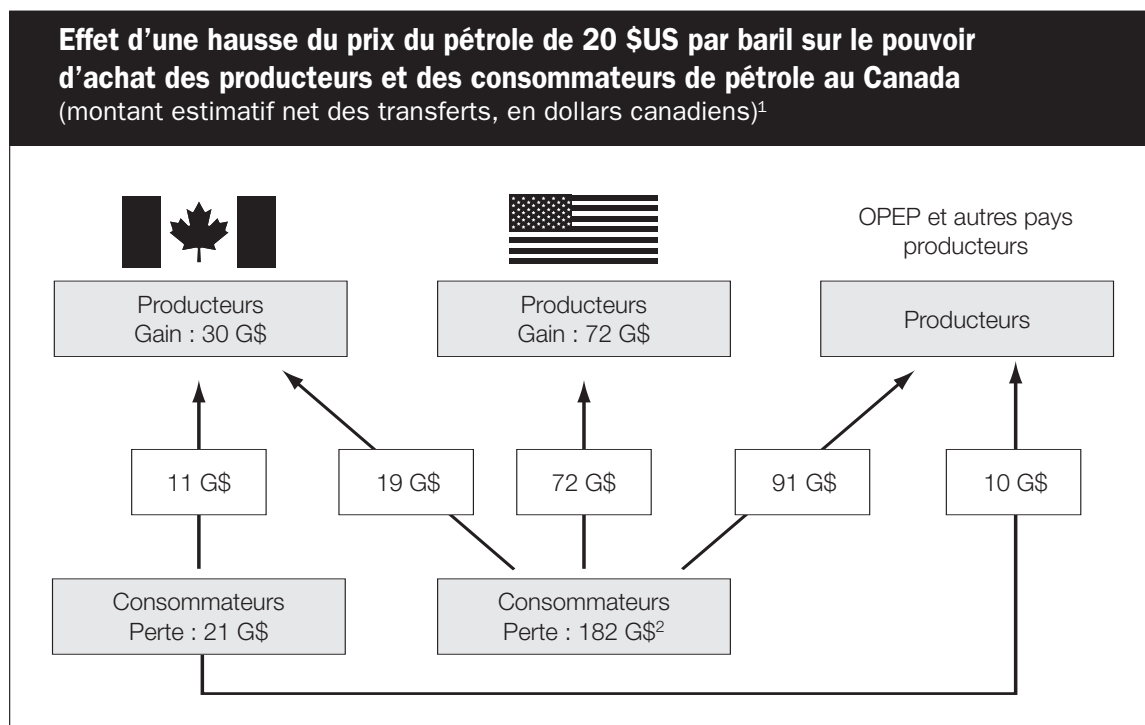 Effet d’une hausse du prix du pétrole de 20 $US par baril sur le pouvoir
d’achat des producteurs et des consommateurs de pétrole au Canada
(montant estimatif net des transferts, en dollars canadiens)¹
OPEP et autres pays
producteurs
Producteurs
Gain : 30 G$
Producteurs
Gain : 72 G$
Producteurs
11 G$
19 G$
72 G$
91 G$
10 G$
Consommateurs
Perte : 21 G$
Consommateurs
Perte : 182 G$²